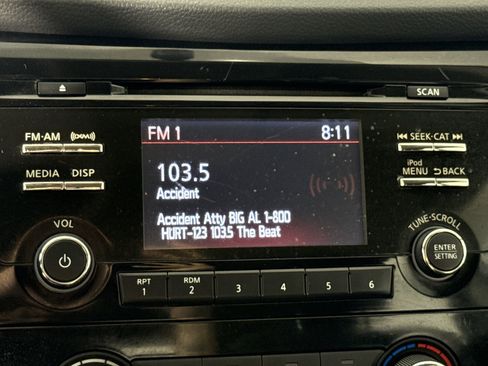 SCAN
FM·AM
(((XM)))
FM 1
8:11
SEEK·CAT
MEDIA
DISP
103.5
Accident
iPod
MENU
BACK
Accident Atty BIG AL 1-800
HURT-123 103.5 The Beat
VOL
TUNE·SCROLL
ENTER
SETTING
RPT
1
RDM
2
3
4
5
6